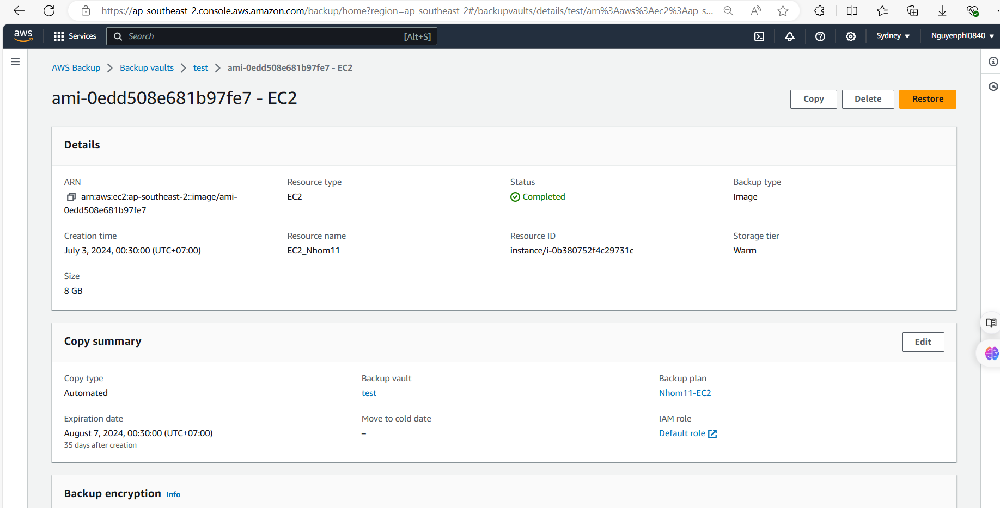 https://ap-southeast-2.console.aws.amazon.com/backup/home?region=ap-southeast-2#/backupvaults/details/test/arn%3Aaws%3Aec2%3Aap-s...
aws
Services
Search
[Alt+S]
Sydney
Nguyenphi0840
AWS Backup
Backup vaults
test
ami-0edd508e681b97fe7 - EC2
ami-0edd508e681b97fe7 - EC2
Copy
Delete
Restore
Details
ARN
arn:aws:ec2:ap-southeast-2::image/ami-
0edd508e681b97fe7
Resource type
EC2
Status
Completed
Backup type
Image
Creation time
July 3, 2024, 00:30:00 (UTC+07:00)
Resource name
EC2_Nhom11
Resource ID
instance/i-0b380752f4c29731c
Storage tier
Warm
Size
8 GB
Copy summary
Edit
Copy type
Automated
Backup vault
test
Backup plan
Nhom11-EC2
Expiration date
August 7, 2024, 00:30:00 (UTC+07:00)
35 days after creation
Move to cold date
–
IAM role
Default role
Backup encryption Info